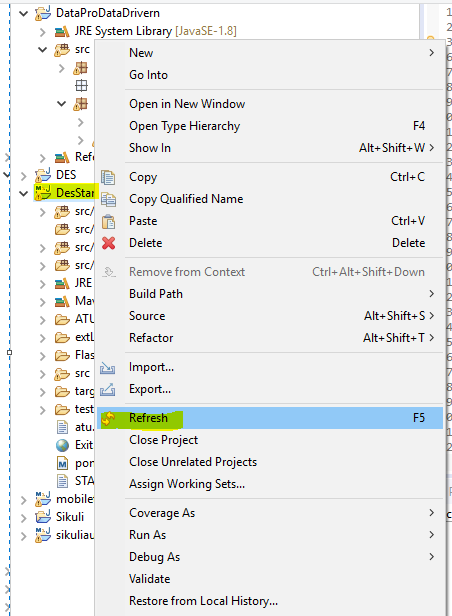 DataProDataDrivern
JRE System Library [JavaSE-1.8]
src
New
Go Into
Open in New Window
Open Type Hierarchy F4
Show In Alt+Shift+W
Refe
DES
Copy Ctrl+C
DesStar
Copy Qualified Name
src/
Paste Ctrl+V
src/
Delete Delete
src/
src/
Remove from Context Ctrl+Alt+Shift+Down
JRE
Build Path
Mav
Source Alt+Shift+S
ATU
extL
Refactor Alt+Shift+T
Flas
src
Import...
targ
Export...
test
Refresh F5
atu.
Close Project
Exit
Close Unrelated Projects
pom
STA
Assign Working Sets...
mobile
Coverage As
Sikuli
Run As
sikuliau
Debug As
Validate
Restore from Local History...